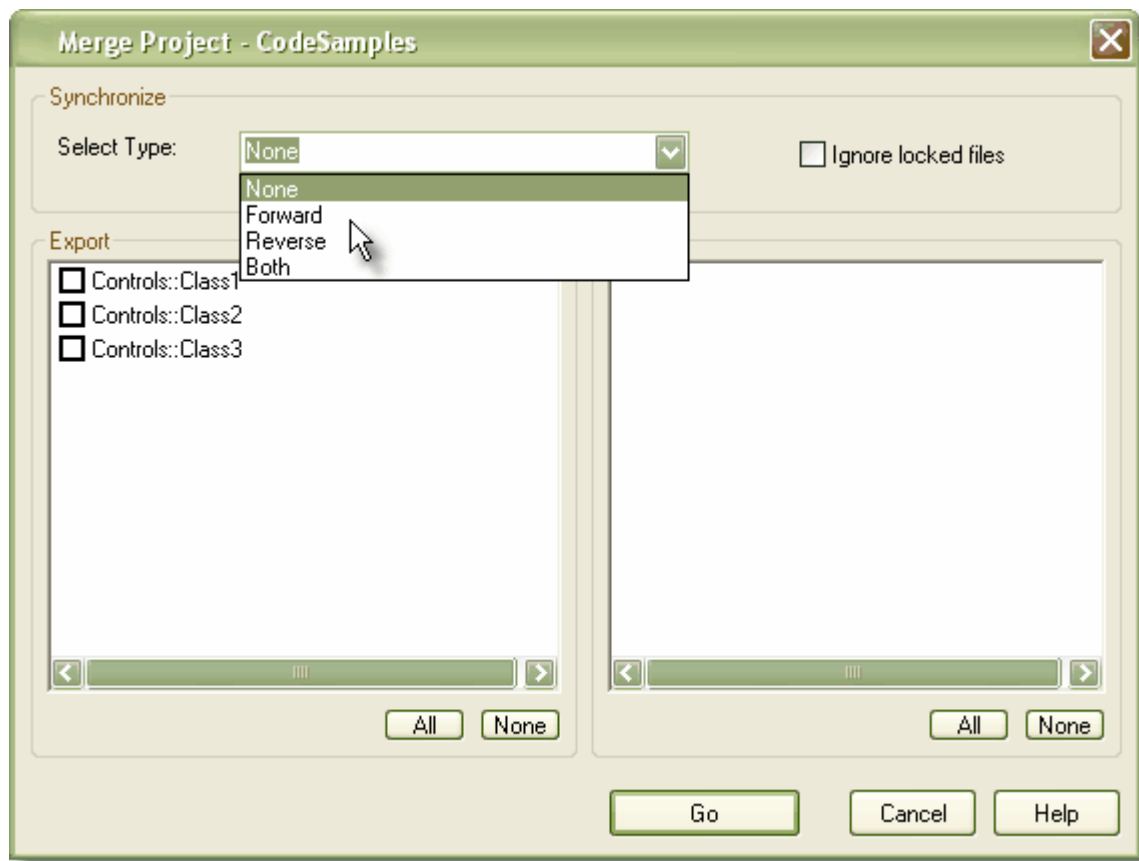 Merge Project - CodeSamples
Synchronize
Select Type:
None
Ignore locked files
None
Forward
Reverse
Both
Export
Controls::Class1
Controls::Class2
Controls::Class3
All
None
All
None
Go
Cancel
Help